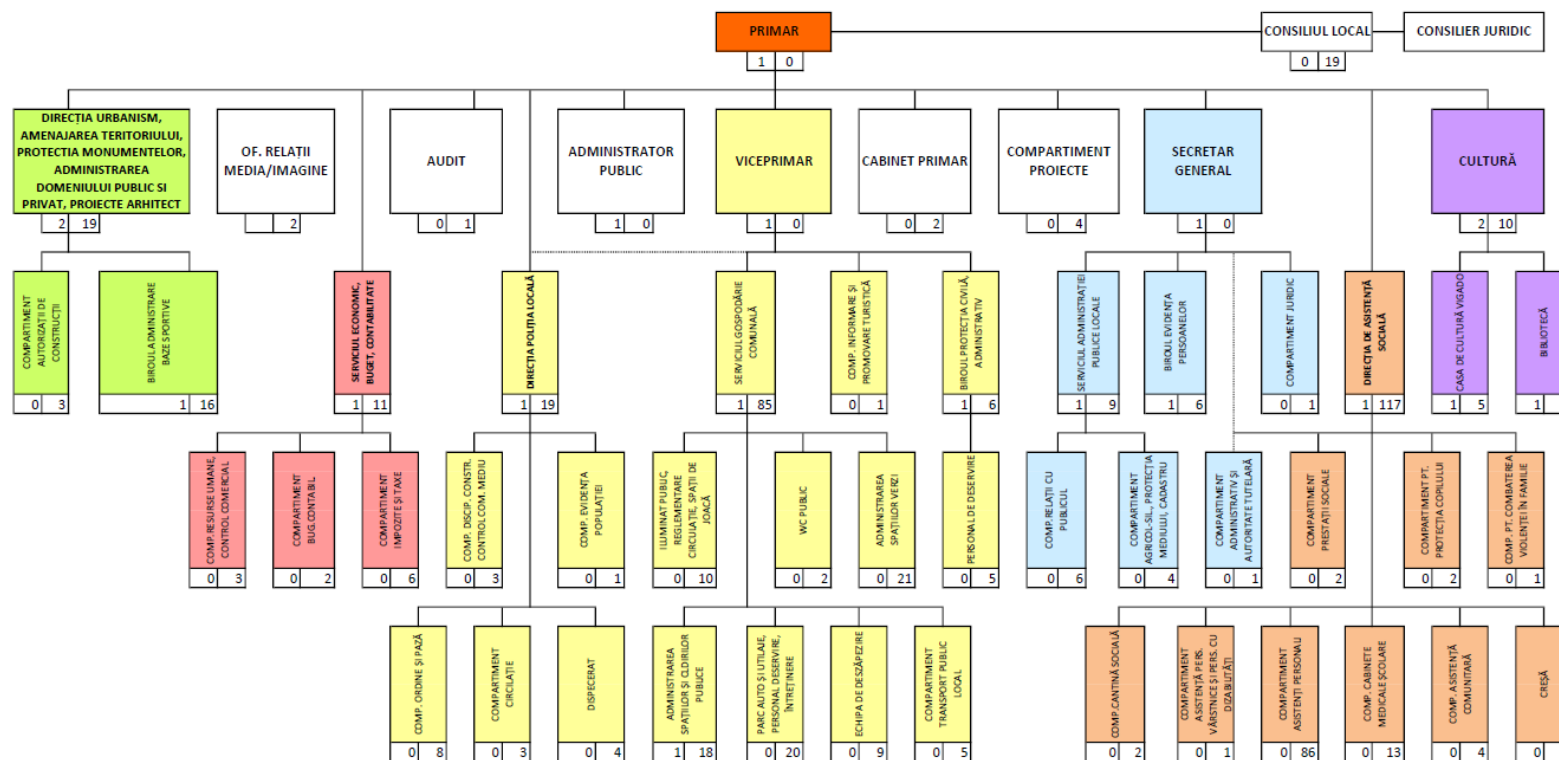 PRIMAR
CONSILIUL LOCAL
CONSILIER JURIDIC
1 0
0 19
DIRECȚIA URBANISM,
AMENAJAREA TERITORIULUI,
PROTECTIA MONUMENTELOR,
ADMINISTRAREA
DOMENIULUI PUBLIC SI
PRIVAT, PROIECTE ARHITECT
OF. RELAȚII
MEDIA/IMAGINE
AUDIT
ADMINISTRATOR
PUBLIC
VICEPRIMAR
CABINET PRIMAR
COMPARTIMENT
PROIECTE
SECRETAR
GENERAL
CULTURĂ
2 19
2
0 1
1 0
1 0
0 2
0 4
1 0
2 10
COMPARTIMENT
AUTORIZAȚII DE
CONSTRUCȚII
BIROUL ADMINISTRARE
BAZE SPORTIVE
SERVICIUL ECONOMIC,
BUGET, CONTABILITATE
DIRECȚIA POLIȚIA LOCALĂ
SERVICIUL GOSPODĂRIE
COMUNALĂ
COMP. INFORMARE ȘI
PROMOVARE TURISTICĂ
BIROUL PROTECȚIA CIVILĂ,
ADMINISTRATIV
SERVICIUL ADMINISTRAȚIEI
PUBLICE LOCALE
BIROUL EVIDENȚA
PERSOANELOR
COMPARTIMENT JURIDIC
DIRECȚIA DE ASISTENȚĂ
SOCIALĂ
CASA DE CULTURĂ VIGADO
BIBLIOTECĂ
0 3
1 16
1 11
1 19
1 85
0 1
1 6
1 9
1 6
0 1
1 117
1 5
1
COMP. RESURSE UMANE,
CONTROL COMERCIAL
COMPARTIMENT
BUG.CONTABIL
COMPARTIMENT
IMPOZITE ȘI TAXE
COMP. DISCIP. CONSTR.
CONTROL COM. MEDIU
COMP. EVIDENȚA
POPULAȚIEI
ILUMINAT PUBLIC,
REGLEMENTARE
CIRCULAȚIE, SPAȚII DE
JOACĂ
WC PUBLIC
ADMINISTRAREA
SPAȚIILOR VERZI
PERSONAL DE DESERVIRE
COMP.RELAȚII CU
PUBLICUL
COMPARTIMENT
AGRICOL-SIL, PROTECȚIA
MEDIULUI, CADASTRU
COMPARTIMENT
ADMINISTRATIV ȘI
AUTORITATE TUTELARĂ
COMPARTIMENT
PRESTAȚII SOCIALE
COMPARTIMENT PT.
PROTECȚIA COPILULUI
COMP. PT. COMBATEREA
VIOLENȚEI ÎN FAMILIE
0 3
0 2
0 6
0 3
0 1
0 10
0 2
0 21
0 5
0 6
0 4
0 1
0 2
0 2
0 1
COMP. ORDINE ȘI PAZĂ
COMPARTIMENT
CIRCILAȚIE
DISPECERAT
ADMINISTRAREA
SPAȚIILOR ȘI CLDIRILOR
PUBLICE
PARC AUTO ȘI UTILAJE,
PERSONAL DESERVIRE,
ÎNTREȚINERE
ECHIPA DE DESZĂPEZIRE
COMPARTIMENT
TRANSPORT PUBLIC
LOCAL
COMP.CANTINĂ SOCIALĂ
COMPARTIMENT
ASISTENȚĂ PERS.
VÂRSTNICE ȘI PERS. CU
DIZABILITĂȚI
COMPARTIMENT
ASISTENȚI PERSONALI
COMP. CABINETE
MEDICALE ȘCOLARE
COMP. ASISTENȚĂ
COMUNITARĂ
CREȘĂ
0 8
0 3
0 4
1 18
0 20
0 9
0 5
0 2
0 1
0 86
0 13
0 4
0